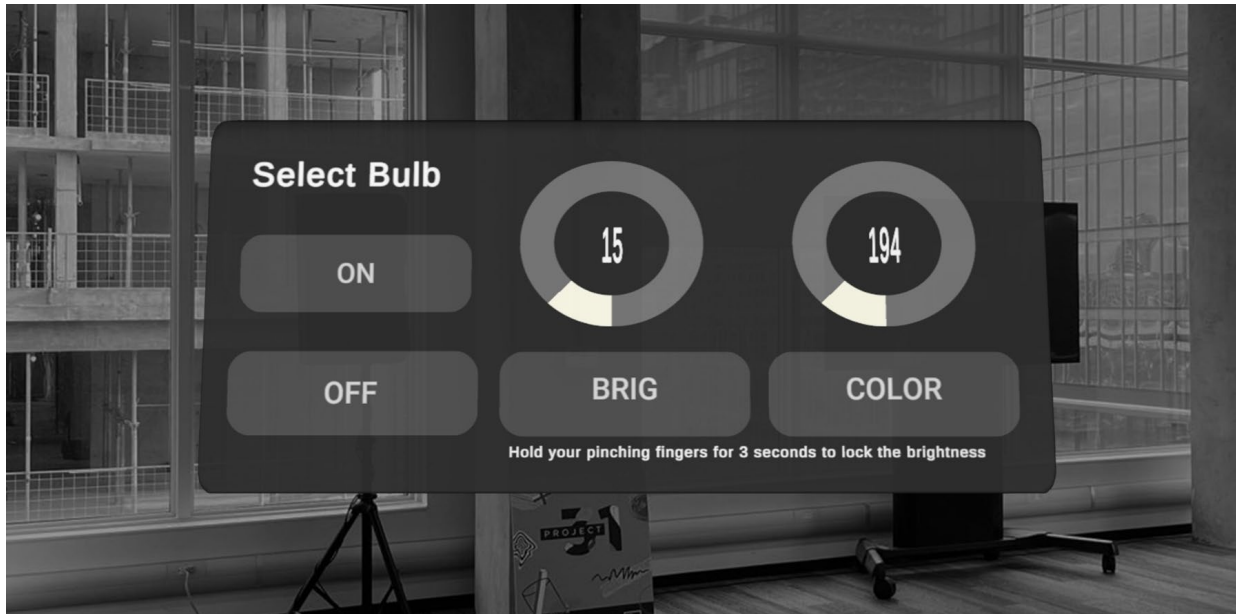 Select Bulb
ON
OFF
15
BRIG
194
COLOR
Hold your pinching fingers for 3 seconds to lock the brightness
PROJECT
31